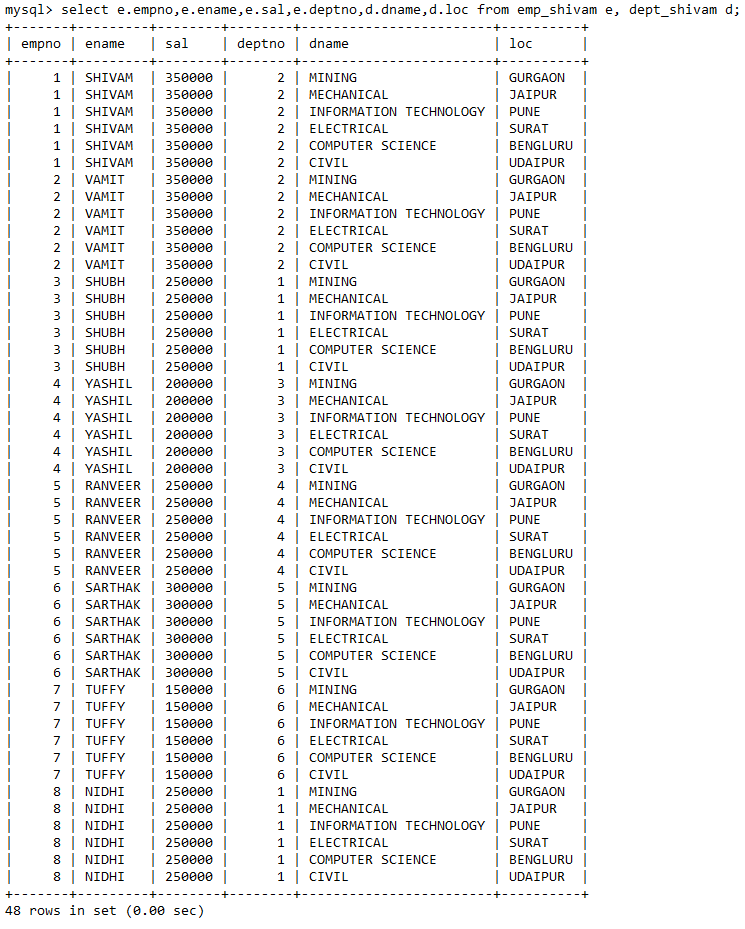 mysql> select e.empno,e.ename,e.sal,e.deptno,d.dname,d.loc from emp_shivam e, dept_shivam d;
+-------+---------+--------+--------+------------------------+----------+
| empno | ename   | sal    | deptno | dname                  | loc      |
+-------+---------+--------+--------+------------------------+----------+
|     1 | SHIVAM  | 350000 |      2 | MINING                 | GURGAON  |
|     1 | SHIVAM  | 350000 |      2 | MECHANICAL             | JAIPUR   |
|     1 | SHIVAM  | 350000 |      2 | INFORMATION TECHNOLOGY | PUNE     |
|     1 | SHIVAM  | 350000 |      2 | ELECTRICAL             | SURAT    |
|     1 | SHIVAM  | 350000 |      2 | COMPUTER SCIENCE       | BENGLURU |
|     1 | SHIVAM  | 350000 |      2 | CIVIL                  | UDAIPUR  |
|     2 | VAMIT   | 350000 |      2 | MINING                 | GURGAON  |
|     2 | VAMIT   | 350000 |      2 | MECHANICAL             | JAIPUR   |
|     2 | VAMIT   | 350000 |      2 | INFORMATION TECHNOLOGY | PUNE     |
|     2 | VAMIT   | 350000 |      2 | ELECTRICAL             | SURAT    |
|     2 | VAMIT   | 350000 |      2 | COMPUTER SCIENCE       | BENGLURU |
|     2 | VAMIT   | 350000 |      2 | CIVIL                  | UDAIPUR  |
|     3 | SHUBH   | 250000 |      1 | MINING                 | GURGAON  |
|     3 | SHUBH   | 250000 |      1 | MECHANICAL             | JAIPUR   |
|     3 | SHUBH   | 250000 |      1 | INFORMATION TECHNOLOGY | PUNE     |
|     3 | SHUBH   | 250000 |      1 | ELECTRICAL             | SURAT    |
|     3 | SHUBH   | 250000 |      1 | COMPUTER SCIENCE       | BENGLURU |
|     3 | SHUBH   | 250000 |      1 | CIVIL                  | UDAIPUR  |
|     4 | YASHIL  | 200000 |      3 | MINING                 | GURGAON  |
|     4 | YASHIL  | 200000 |      3 | MECHANICAL             | JAIPUR   |
|     4 | YASHIL  | 200000 |      3 | INFORMATION TECHNOLOGY | PUNE     |
|     4 | YASHIL  | 200000 |      3 | ELECTRICAL             | SURAT    |
|     4 | YASHIL  | 200000 |      3 | COMPUTER SCIENCE       | BENGLURU |
|     4 | YASHIL  | 200000 |      3 | CIVIL                  | UDAIPUR  |
|     5 | RANVEER | 250000 |      4 | MINING                 | GURGAON  |
|     5 | RANVEER | 250000 |      4 | MECHANICAL             | JAIPUR   |
|     5 | RANVEER | 250000 |      4 | INFORMATION TECHNOLOGY | PUNE     |
|     5 | RANVEER | 250000 |      4 | ELECTRICAL             | SURAT    |
|     5 | RANVEER | 250000 |      4 | COMPUTER SCIENCE       | BENGLURU |
|     5 | RANVEER | 250000 |      4 | CIVIL                  | UDAIPUR  |
|     6 | SARTHAK | 300000 |      5 | MINING                 | GURGAON  |
|     6 | SARTHAK | 300000 |      5 | MECHANICAL             | JAIPUR   |
|     6 | SARTHAK | 300000 |      5 | INFORMATION TECHNOLOGY | PUNE     |
|     6 | SARTHAK | 300000 |      5 | ELECTRICAL             | SURAT    |
|     6 | SARTHAK | 300000 |      5 | COMPUTER SCIENCE       | BENGLURU |
|     6 | SARTHAK | 300000 |      5 | CIVIL                  | UDAIPUR  |
|     7 | TUFFY   | 150000 |      6 | MINING                 | GURGAON  |
|     7 | TUFFY   | 150000 |      6 | MECHANICAL             | JAIPUR   |
|     7 | TUFFY   | 150000 |      6 | INFORMATION TECHNOLOGY | PUNE     |
|     7 | TUFFY   | 150000 |      6 | ELECTRICAL             | SURAT    |
|     7 | TUFFY   | 150000 |      6 | COMPUTER SCIENCE       | BENGLURU |
|     7 | TUFFY   | 150000 |      6 | CIVIL                  | UDAIPUR  |
|     8 | NIDHI   | 250000 |      1 | MINING                 | GURGAON  |
|     8 | NIDHI   | 250000 |      1 | MECHANICAL             | JAIPUR   |
|     8 | NIDHI   | 250000 |      1 | INFORMATION TECHNOLOGY | PUNE     |
|     8 | NIDHI   | 250000 |      1 | ELECTRICAL             | SURAT    |
|     8 | NIDHI   | 250000 |      1 | COMPUTER SCIENCE       | BENGLURU |
|     8 | NIDHI   | 250000 |      1 | CIVIL                  | UDAIPUR  |
+-------+---------+--------+--------+------------------------+----------+
48 rows in set (0.00 sec)